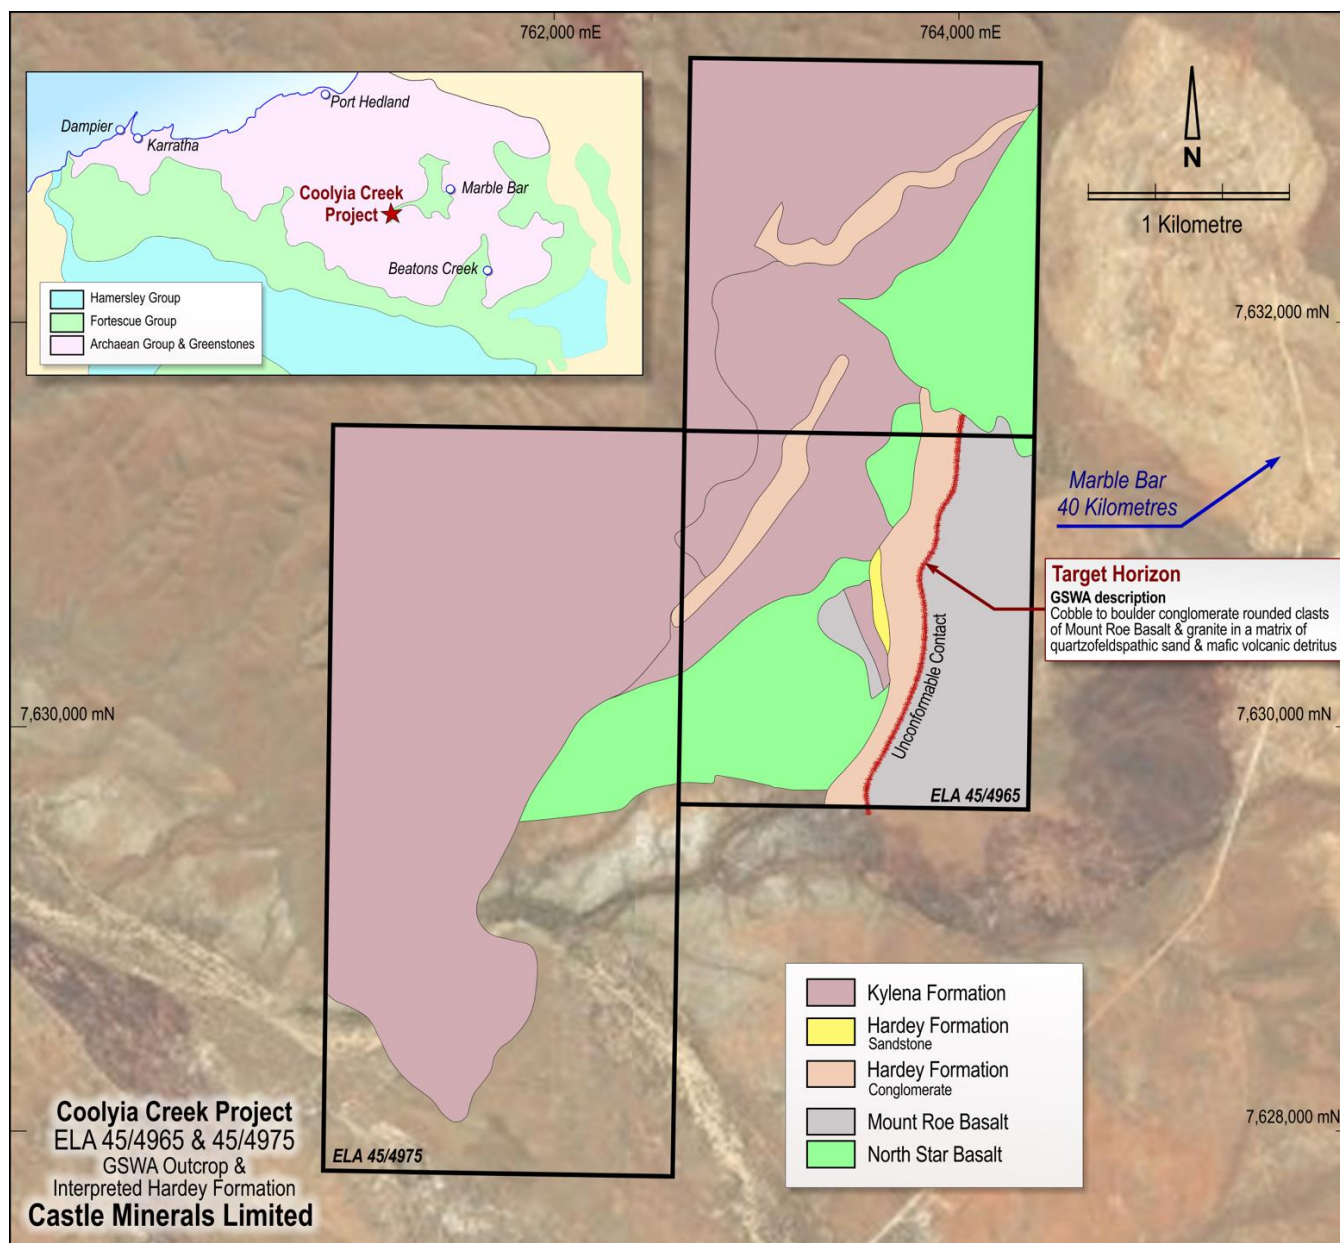 762,000 mE
764,000 mE
Port Hedland
Dampier
Karratha
Marble Bar
Coolyia Creek
Project
Beatons Creek
Hamersley Group
Fortescue Group
Archaean Group & Greenstones
N
1 Kilometre
7,632,000 mN
Marble Bar
40 Kilometres
Target Horizon
GSWA description
Cobble to boulder conglomerate rounded clasts
of Mount Roe Basalt & granite in a matrix of
quartzofeldspathic sand & mafic volcanic detritus
Unconformable Contact
7,630,000 mN
7,630,000 mN
ELA 45/4965
Kylena Formation
Hardey Formation
Sandstone
Hardey Formation
Conglomerate
Mount Roe Basalt
North Star Basalt
7,628,000 mN
Coolyia Creek Project
ELA 45/4965 & 45/4975
GSWA Outcrop &
Interpreted Hardey Formation
Castle Minerals Limited
ELA 45/4975